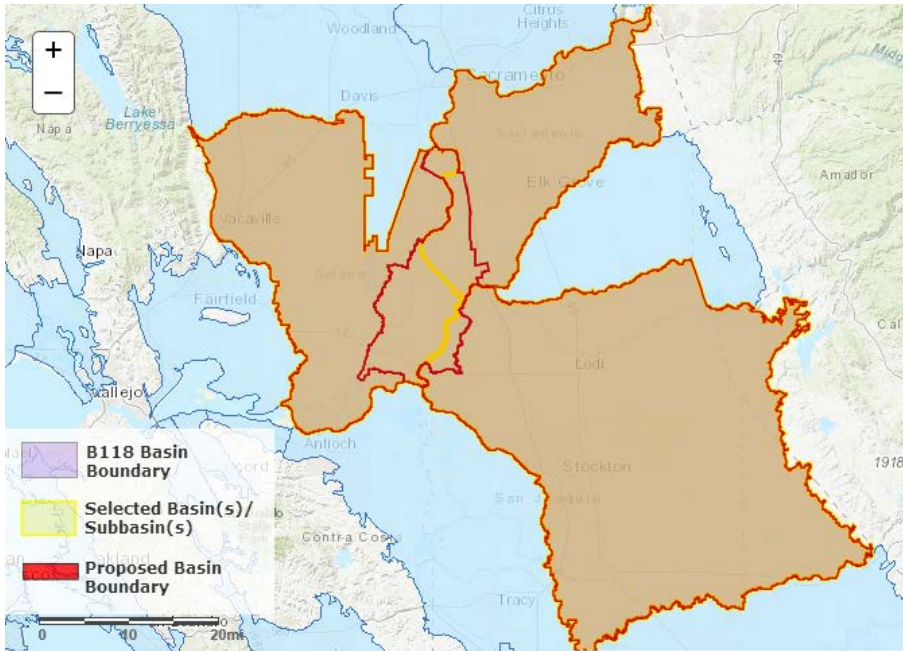 Woodland
Citrus
Heights
49
Lake
Berryessa
Davis
Sacramento
Napa
Sacramento
Elk Grove
Amador
Vacaville
Napa
Solano
Fairfield
12
Lodi
Vallejo
Antioch
1918
Stockton
San Joaquin
Contra Costa
Tracy
+
−
B118 Basin
Boundary
Selected Basin(s)/
Subbasin(s)
Proposed Basin
Boundary
0 10 20mi